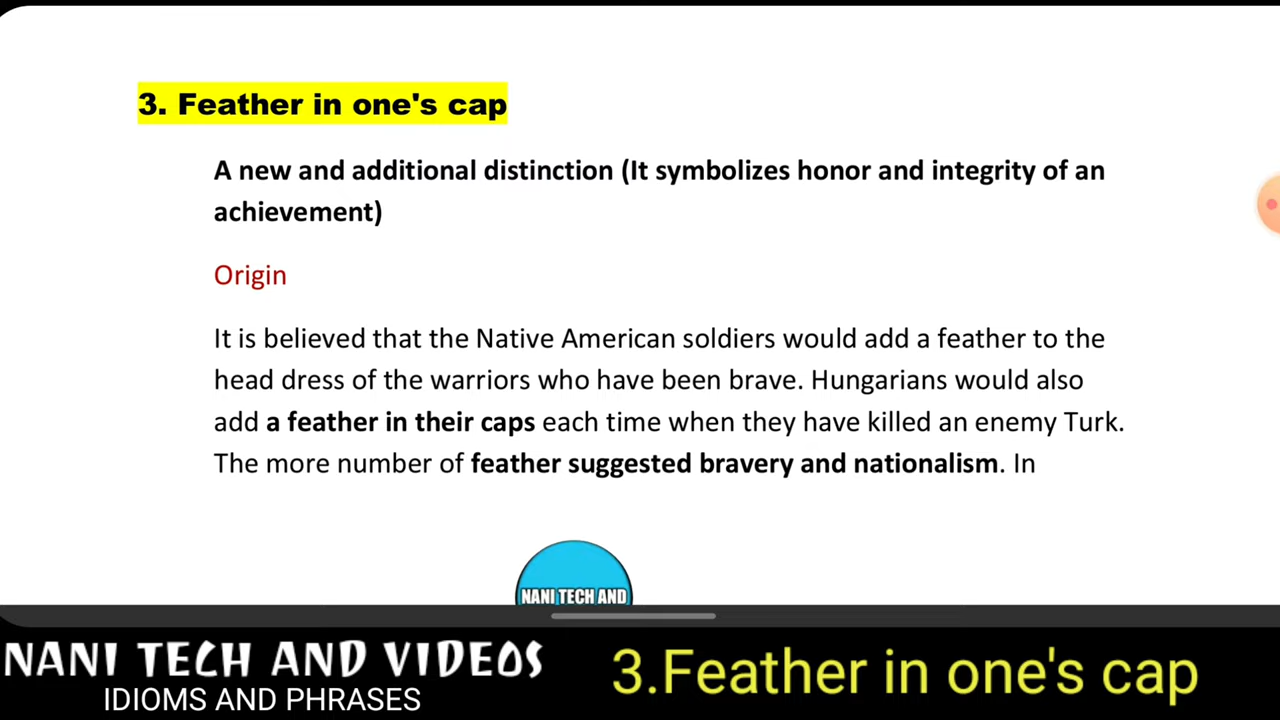 3. Feather in one's cap
A new and additional distinction (It symbolizes honor and integrity of an
achievement)
Origin
It is believed that the Native American soldiers would add a feather to the
head dress of the warriors who have been brave. Hungarians would also
add a feather in their caps each time when they have killed an enemy Turk.
The more number of feather suggested bravery and nationalism. In
NANI TECH AND
NANI TECH AND VIDEOS
IDIOMS AND PHRASES
3.Feather in one's cap